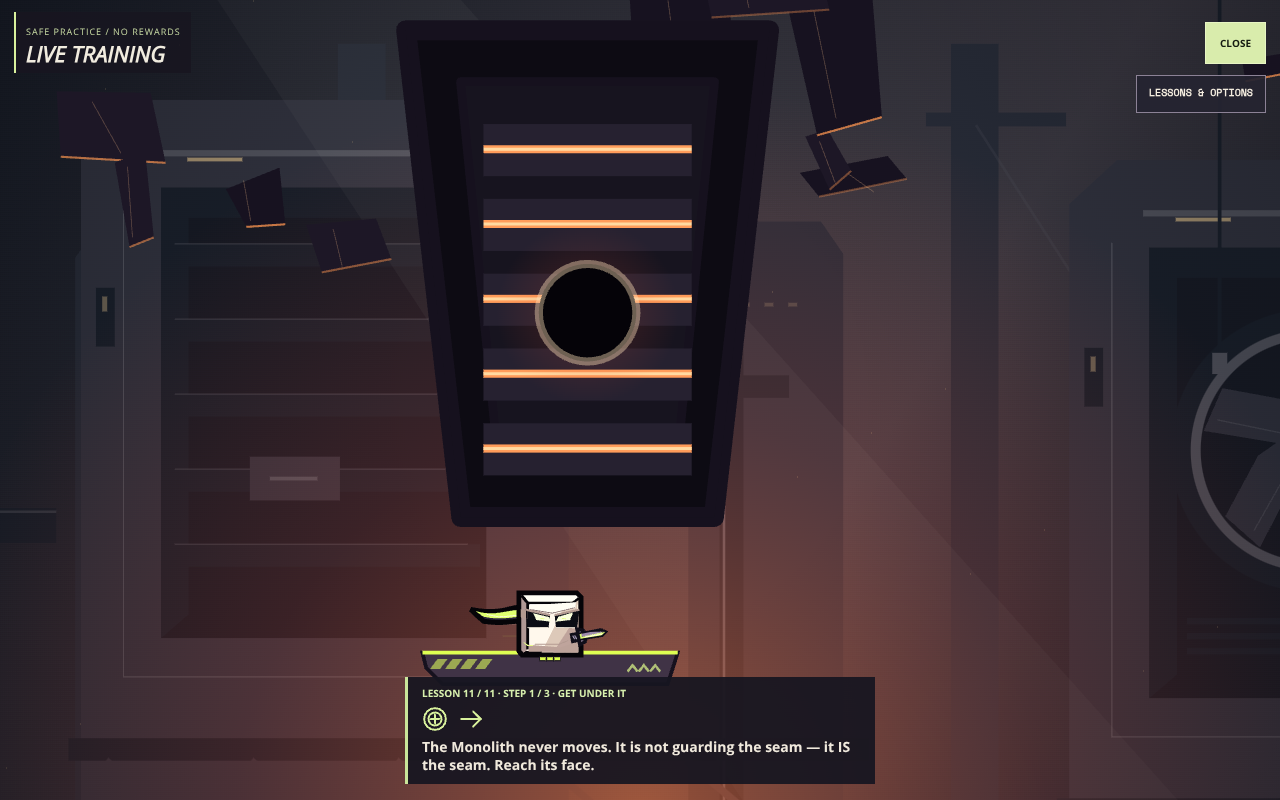 SAFE PRACTICE / NO REWARDS
LIVE TRAINING
CLOSE
LESSONS & OPTIONS
LESSON 11 / 11 · STEP 1 / 3 · GET UNDER IT
The Monolith never moves. It is not guarding the seam — it IS
the seam. Reach its face.